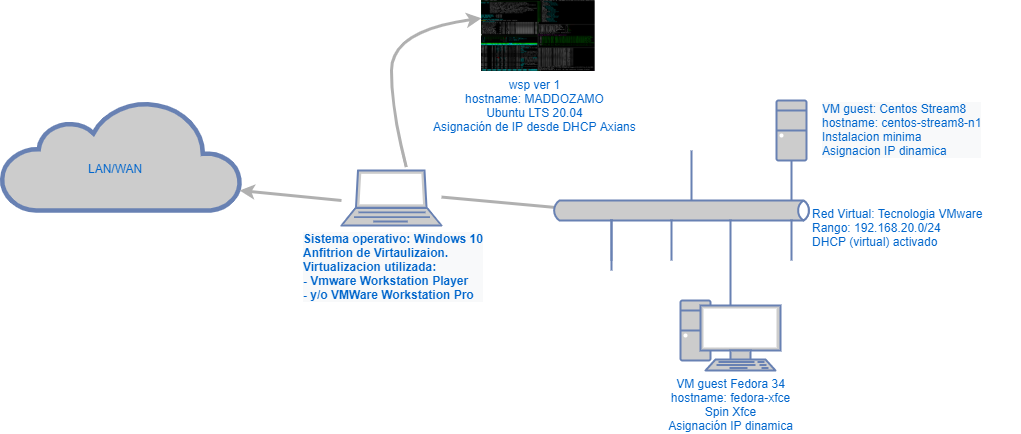 wsp ver 1
hostname: MADDOZAMO
Ubuntu LTS 20.04
Asignación de IP desde DHCP Axians
VM guest: Centos Stream8
hostname: centos-stream8-n1
Instalacion minima
Asignacion IP dinamica
LAN/WAN
Red Virtual: Tecnologia VMware
Rango: 192.168.20.0/24
DHCP (virtual) activado
Sistema operativo: Windows 10
Anfitrion de Virtaulizaion.
Virtualizacion utilizada:
- Vmware Workstation Player
- y/o VMWare Workstation Pro
VM guest Fedora 34
hostname: fedora-xfce
Spin Xfce
Asignación IP dinamica